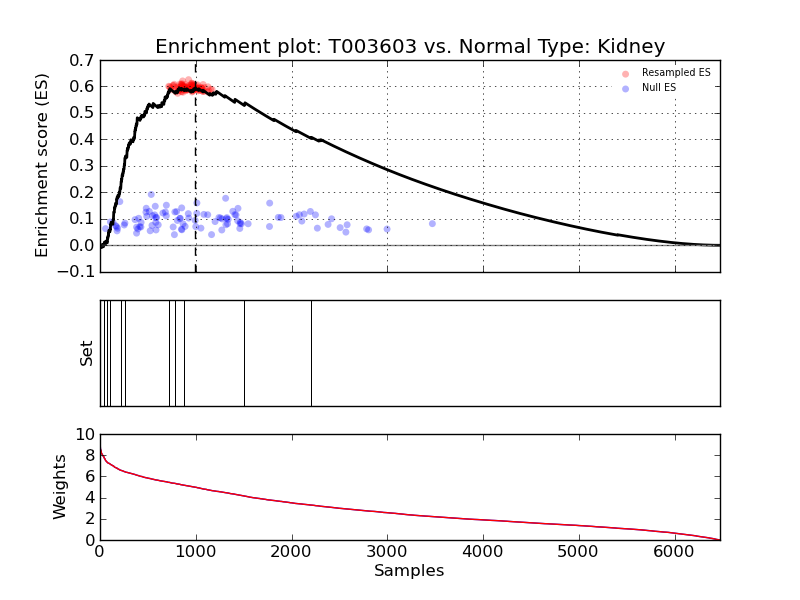 Enrichment plot: T003603 vs. Normal Type: Kidney
Enrichment score (ES)
0.7
0.6
0.5
0.4
0.3
0.2
0.1
0.0
−0.1
Resampled ES
Null ES
Set
Weights
10
8
6
4
2
0
0 1000 2000 3000 4000 5000 6000
Samples